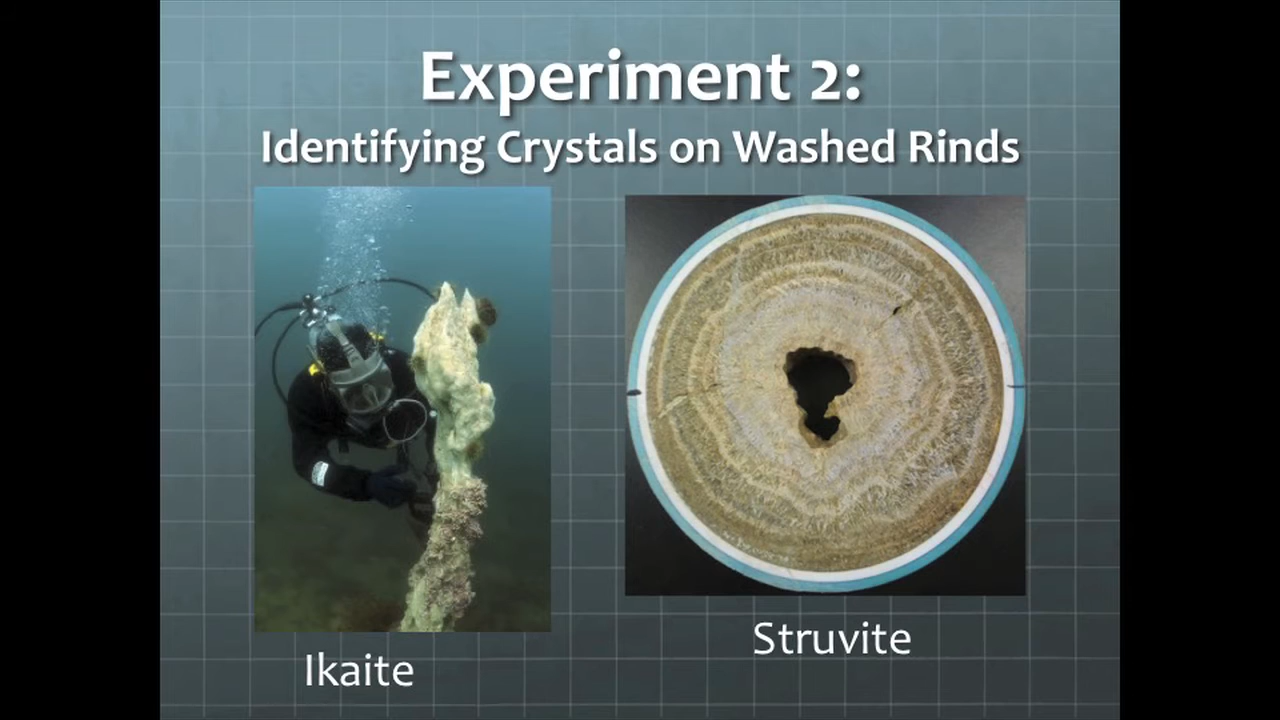 Experiment 2:
Identifying Crystals on Washed Rinds
Ikaite
Struvite